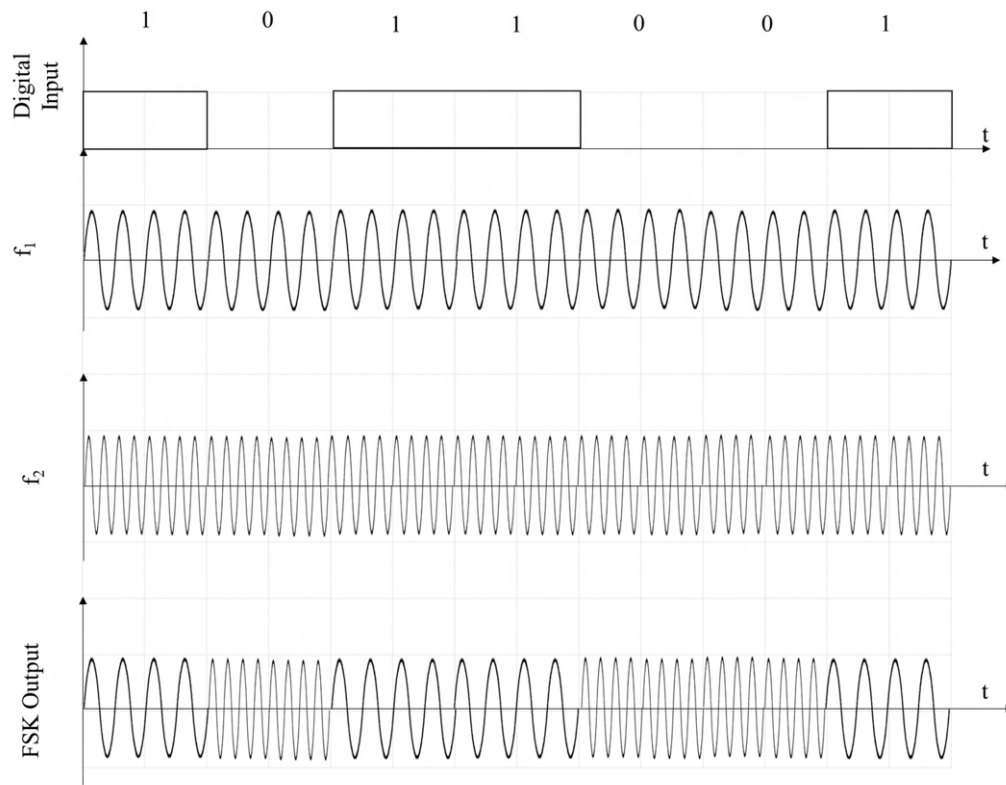 1 0 1 1 0 0 1
Digital
Input
t
f₁
t
f₂
t
FSK Output
t